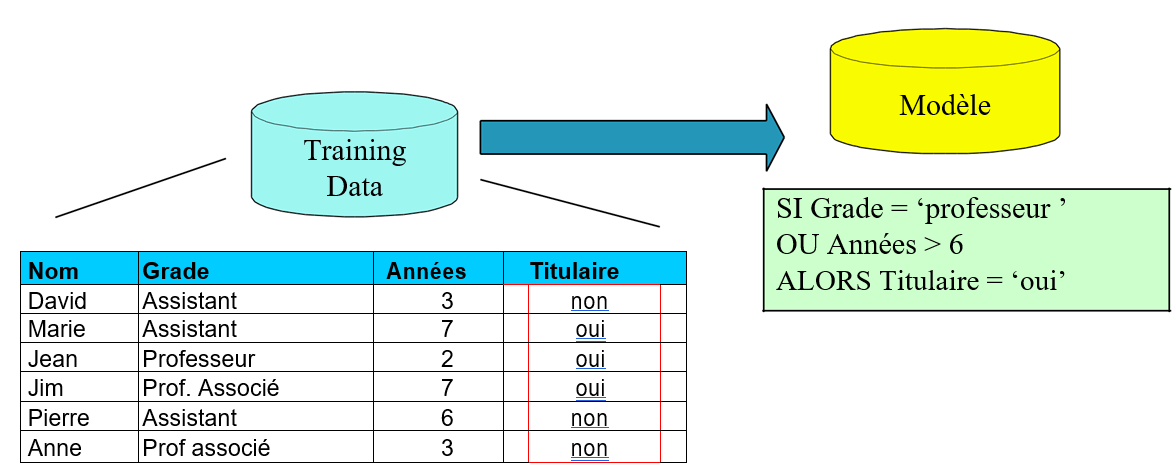 Training
Data
Modèle
SI Grade = ‘professeur ’
OU Années > 6
ALORS Titulaire = ‘oui’
Nom Grade Années Titulaire
David Assistant 3 non
Marie Assistant 7 oui
Jean Professeur 2 oui
Jim Prof. Associé 7 oui
Pierre Assistant 6 non
Anne Prof associé 3 non